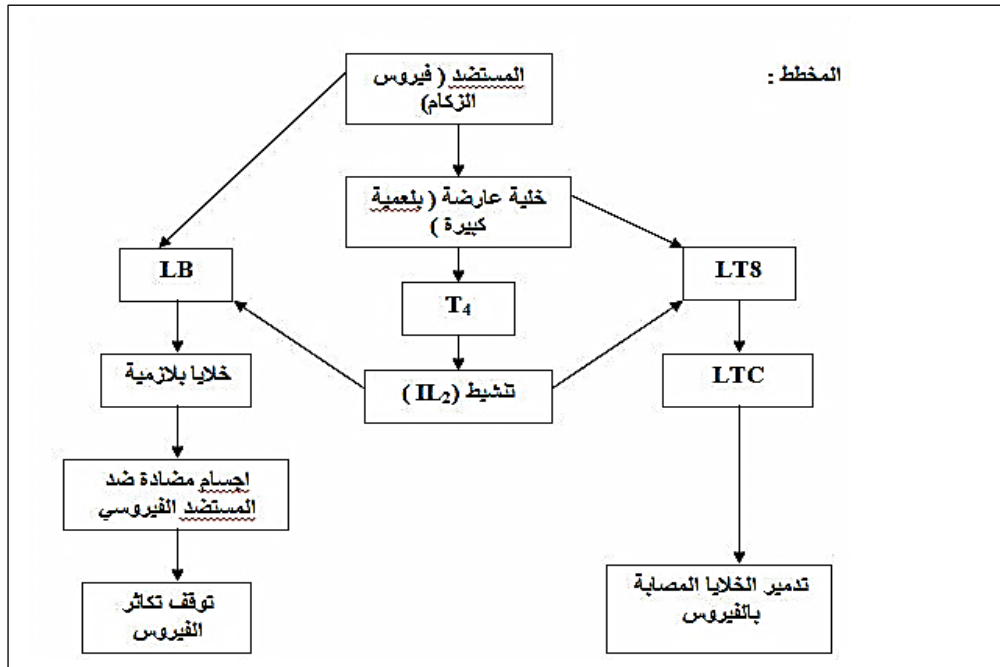 المخطط :
المستضد ( فيروس
الزكام)
خلية عارضة ( بلعمية
كبيرة )
LB
LT8
T₄
خلايا بلازمية
تنشيط (IL₂ )
LTC
اجسام مضادة ضد
المستضد الفيروسي
توقف تكاثر
الفيروس
تدمير الخلايا المصابة
بالفيروس